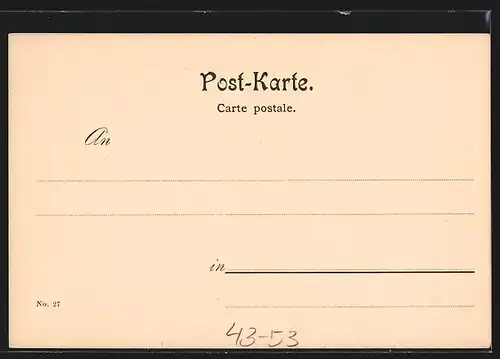 Post-Karte.
Carte postale.
An
in
No. 27
43-53